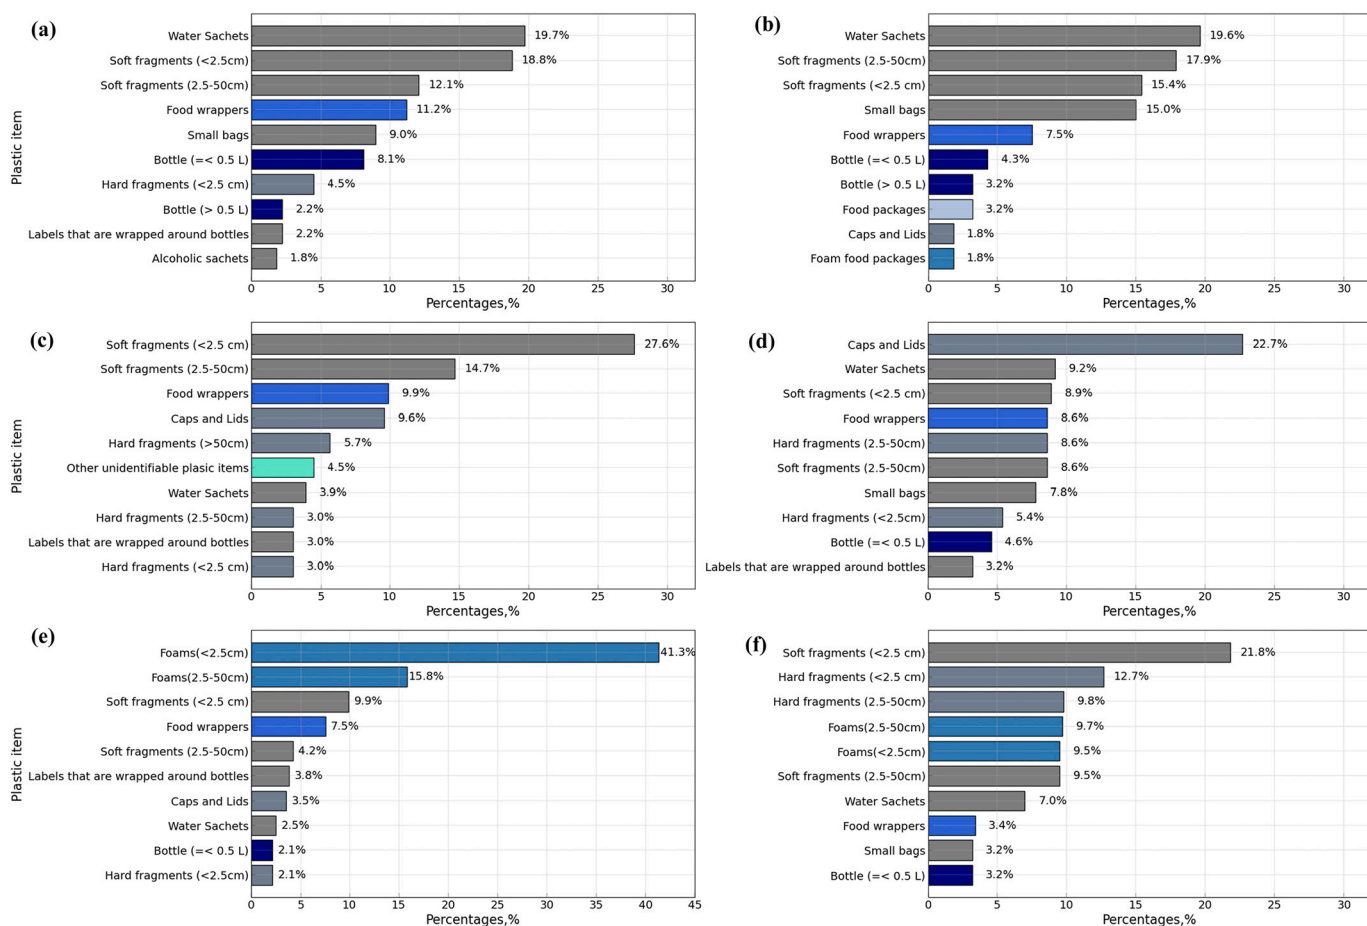 (a)
Plastic item
Water Sachets 19.7%
Soft fragments (<2.5cm) 18.8%
Soft fragments (2.5-50cm) 12.1%
Food wrappers 11.2%
Small bags 9.0%
Bottle (=< 0.5 L) 8.1%
Hard fragments (<2.5 cm) 4.5%
Bottle (> 0.5 L) 2.2%
Labels that are wrapped around bottles 2.2%
Alcoholic sachets 1.8%
0 5 10 15 20 25 30
Percentages,%
(b)
Water Sachets 19.6%
Soft fragments (2.5-50cm) 17.9%
Soft fragments (<2.5 cm) 15.4%
Small bags 15.0%
Food wrappers 7.5%
Bottle (=< 0.5 L) 4.3%
Bottle (> 0.5 L) 3.2%
Food packages 3.2%
Caps and Lids 1.8%
Foam food packages 1.8%
0 5 10 15 20 25 30
Percentages,%
(c)
Soft fragments (<2.5 cm) 27.6%
Soft fragments (2.5-50cm) 14.7%
Food wrappers 9.9%
Caps and Lids 9.6%
Hard fragments (>50cm) 5.7%
Other unidentifiable plasic items 4.5%
Water Sachets 3.9%
Hard fragments (2.5-50cm) 3.0%
Labels that are wrapped around bottles 3.0%
Hard fragments (<2.5 cm) 3.0%
0 5 10 15 20 25 30
Percentages,%
(d)
Caps and Lids 22.7%
Water Sachets 9.2%
Soft fragments (<2.5 cm) 8.9%
Food wrappers 8.6%
Hard fragments (2.5-50cm) 8.6%
Soft fragments (2.5-50cm) 8.6%
Small bags 7.8%
Hard fragments (<2.5cm) 5.4%
Bottle (=< 0.5 L) 4.6%
Labels that are wrapped around bottles 3.2%
0 5 10 15 20 25 30
Percentages,%
(e)
Plastic item
Foams(<2.5cm) 41.3%
Foams(2.5-50cm) 15.8%
Soft fragments (<2.5 cm) 9.9%
Food wrappers 7.5%
Soft fragments (2.5-50cm) 4.2%
Labels that are wrapped around bottles 3.8%
Caps and Lids 3.5%
Water Sachets 2.5%
Bottle (=< 0.5 L) 2.1%
Hard fragments (<2.5cm) 2.1%
0 5 10 15 20 25 30 35 40 45
Percentages,%
(f)
Soft fragments (<2.5 cm) 21.8%
Hard fragments (<2.5 cm) 12.7%
Hard fragments (2.5-50cm) 9.8%
Foams(2.5-50cm) 9.7%
Foams(<2.5cm) 9.5%
Soft fragments (2.5-50cm) 9.5%
Water Sachets 7.0%
Food wrappers 3.4%
Small bags 3.2%
Bottle (=< 0.5 L) 3.2%
0 5 10 15 20 25 30
Percentages,%